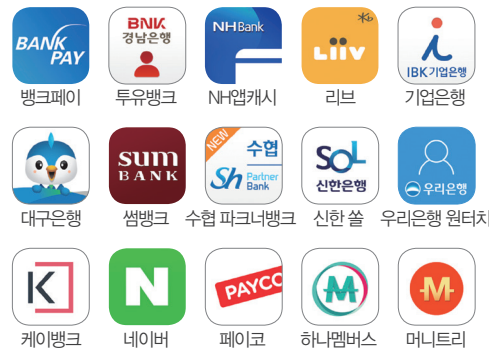 BANK PAY
BNK
경남은행
NHBank
Liiv
Kb
i
IBK기업은행
뱅크페이 투유뱅크 NH앱캐시 리브 기업은행
sum
BANK
NEW
수협
Sh Partner Bank
SOL
신한은행
우리은행
대구은행 썸뱅크 수협 파크너뱅크 신한 쏠 우리은행 원터치
K
N
PAYCO
M
M
케이뱅크 네이버 페이코 하나멤버스 머니트리